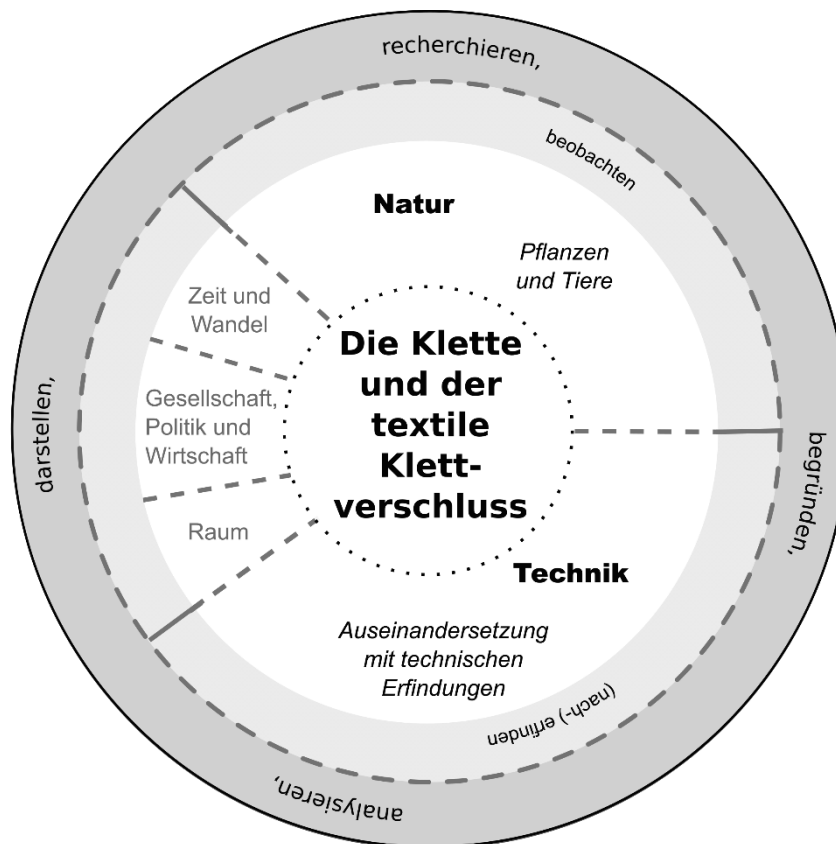 recherchieren,
beobachten
Natur
Pflanzen
und Tiere
Zeit und
Wandel
Die Klette
und der
textile
Klett-
verschluss
Gesellschaft,
Politik und
Wirtschaft
darstellen,
begründen,
Raum
Technik
Auseinandersetzung
mit technischen
Erfindungen
(nach-) erfinden
analysieren,